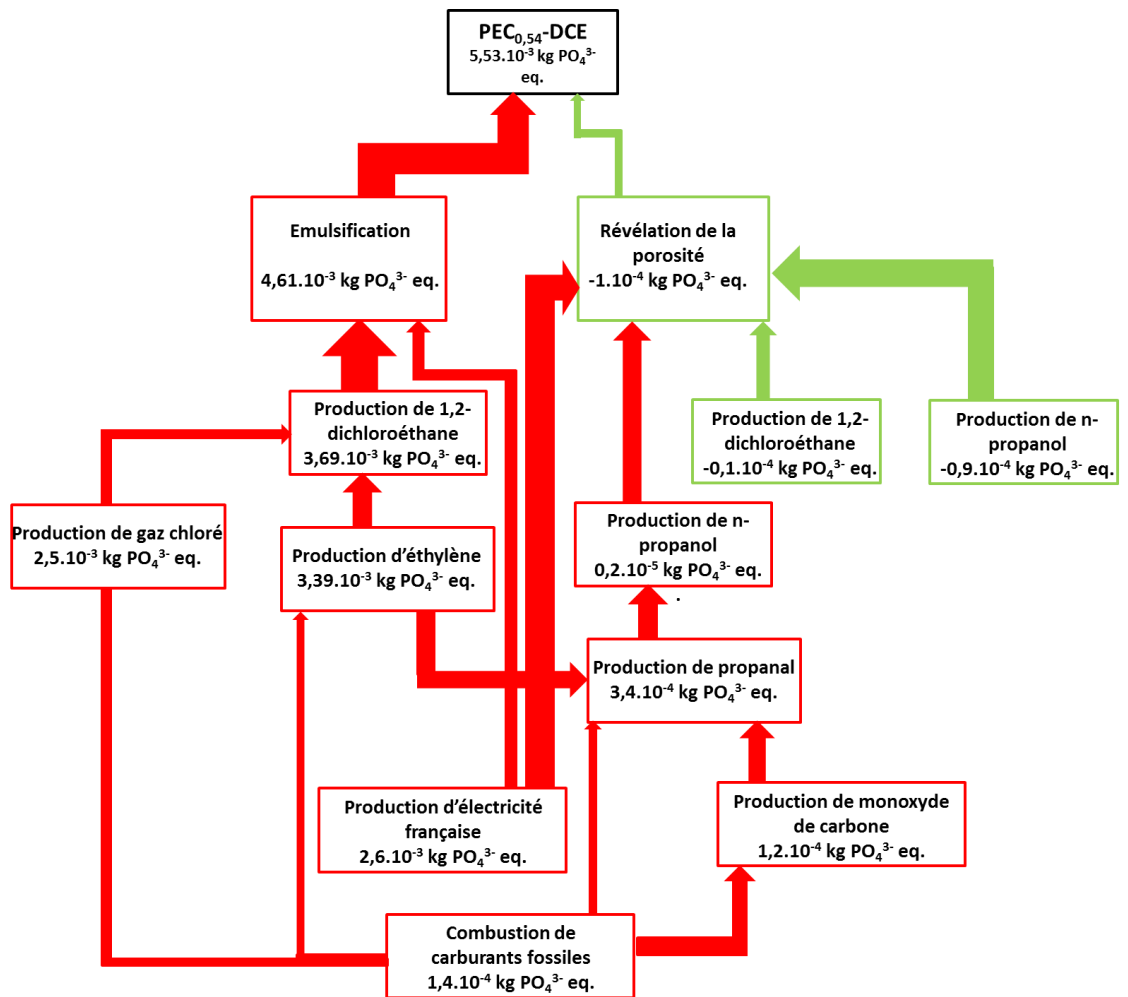 PEC₀,₅₄-DCE
5,53.10⁻³ kg PO₄³⁻
eq.
Emulsification
4,61.10⁻³ kg PO₄³⁻ eq.
Révélation de la
porosité
-1.10⁻⁴ kg PO₄³⁻ eq.
Production de 1,2-
dichloroéthane
3,69.10⁻³ kg PO₄³⁻ eq.
Production de 1,2-
dichloroéthane
-0,1.10⁻⁴ kg PO₄³⁻ eq.
Production de n-
propanol
-0,9.10⁻⁴ kg PO₄³⁻ eq.
Production de gaz chloré
2,5.10⁻³ kg PO₄³⁻ eq.
Production d'éthylène
3,39.10⁻³ kg PO₄³⁻ eq.
Production de n-
propanol
0,2.10⁻⁵ kg PO₄³⁻ eq.
.
Production de propanal
3,4.10⁻⁴ kg PO₄³⁻ eq.
Production d'électricité
française
2,6.10⁻³ kg PO₄³⁻ eq.
Production de monoxyde
de carbone
1,2.10⁻⁴ kg PO₄³⁻ eq.
Combustion de
carburants fossiles
1,4.10⁻⁴ kg PO₄³⁻ eq.